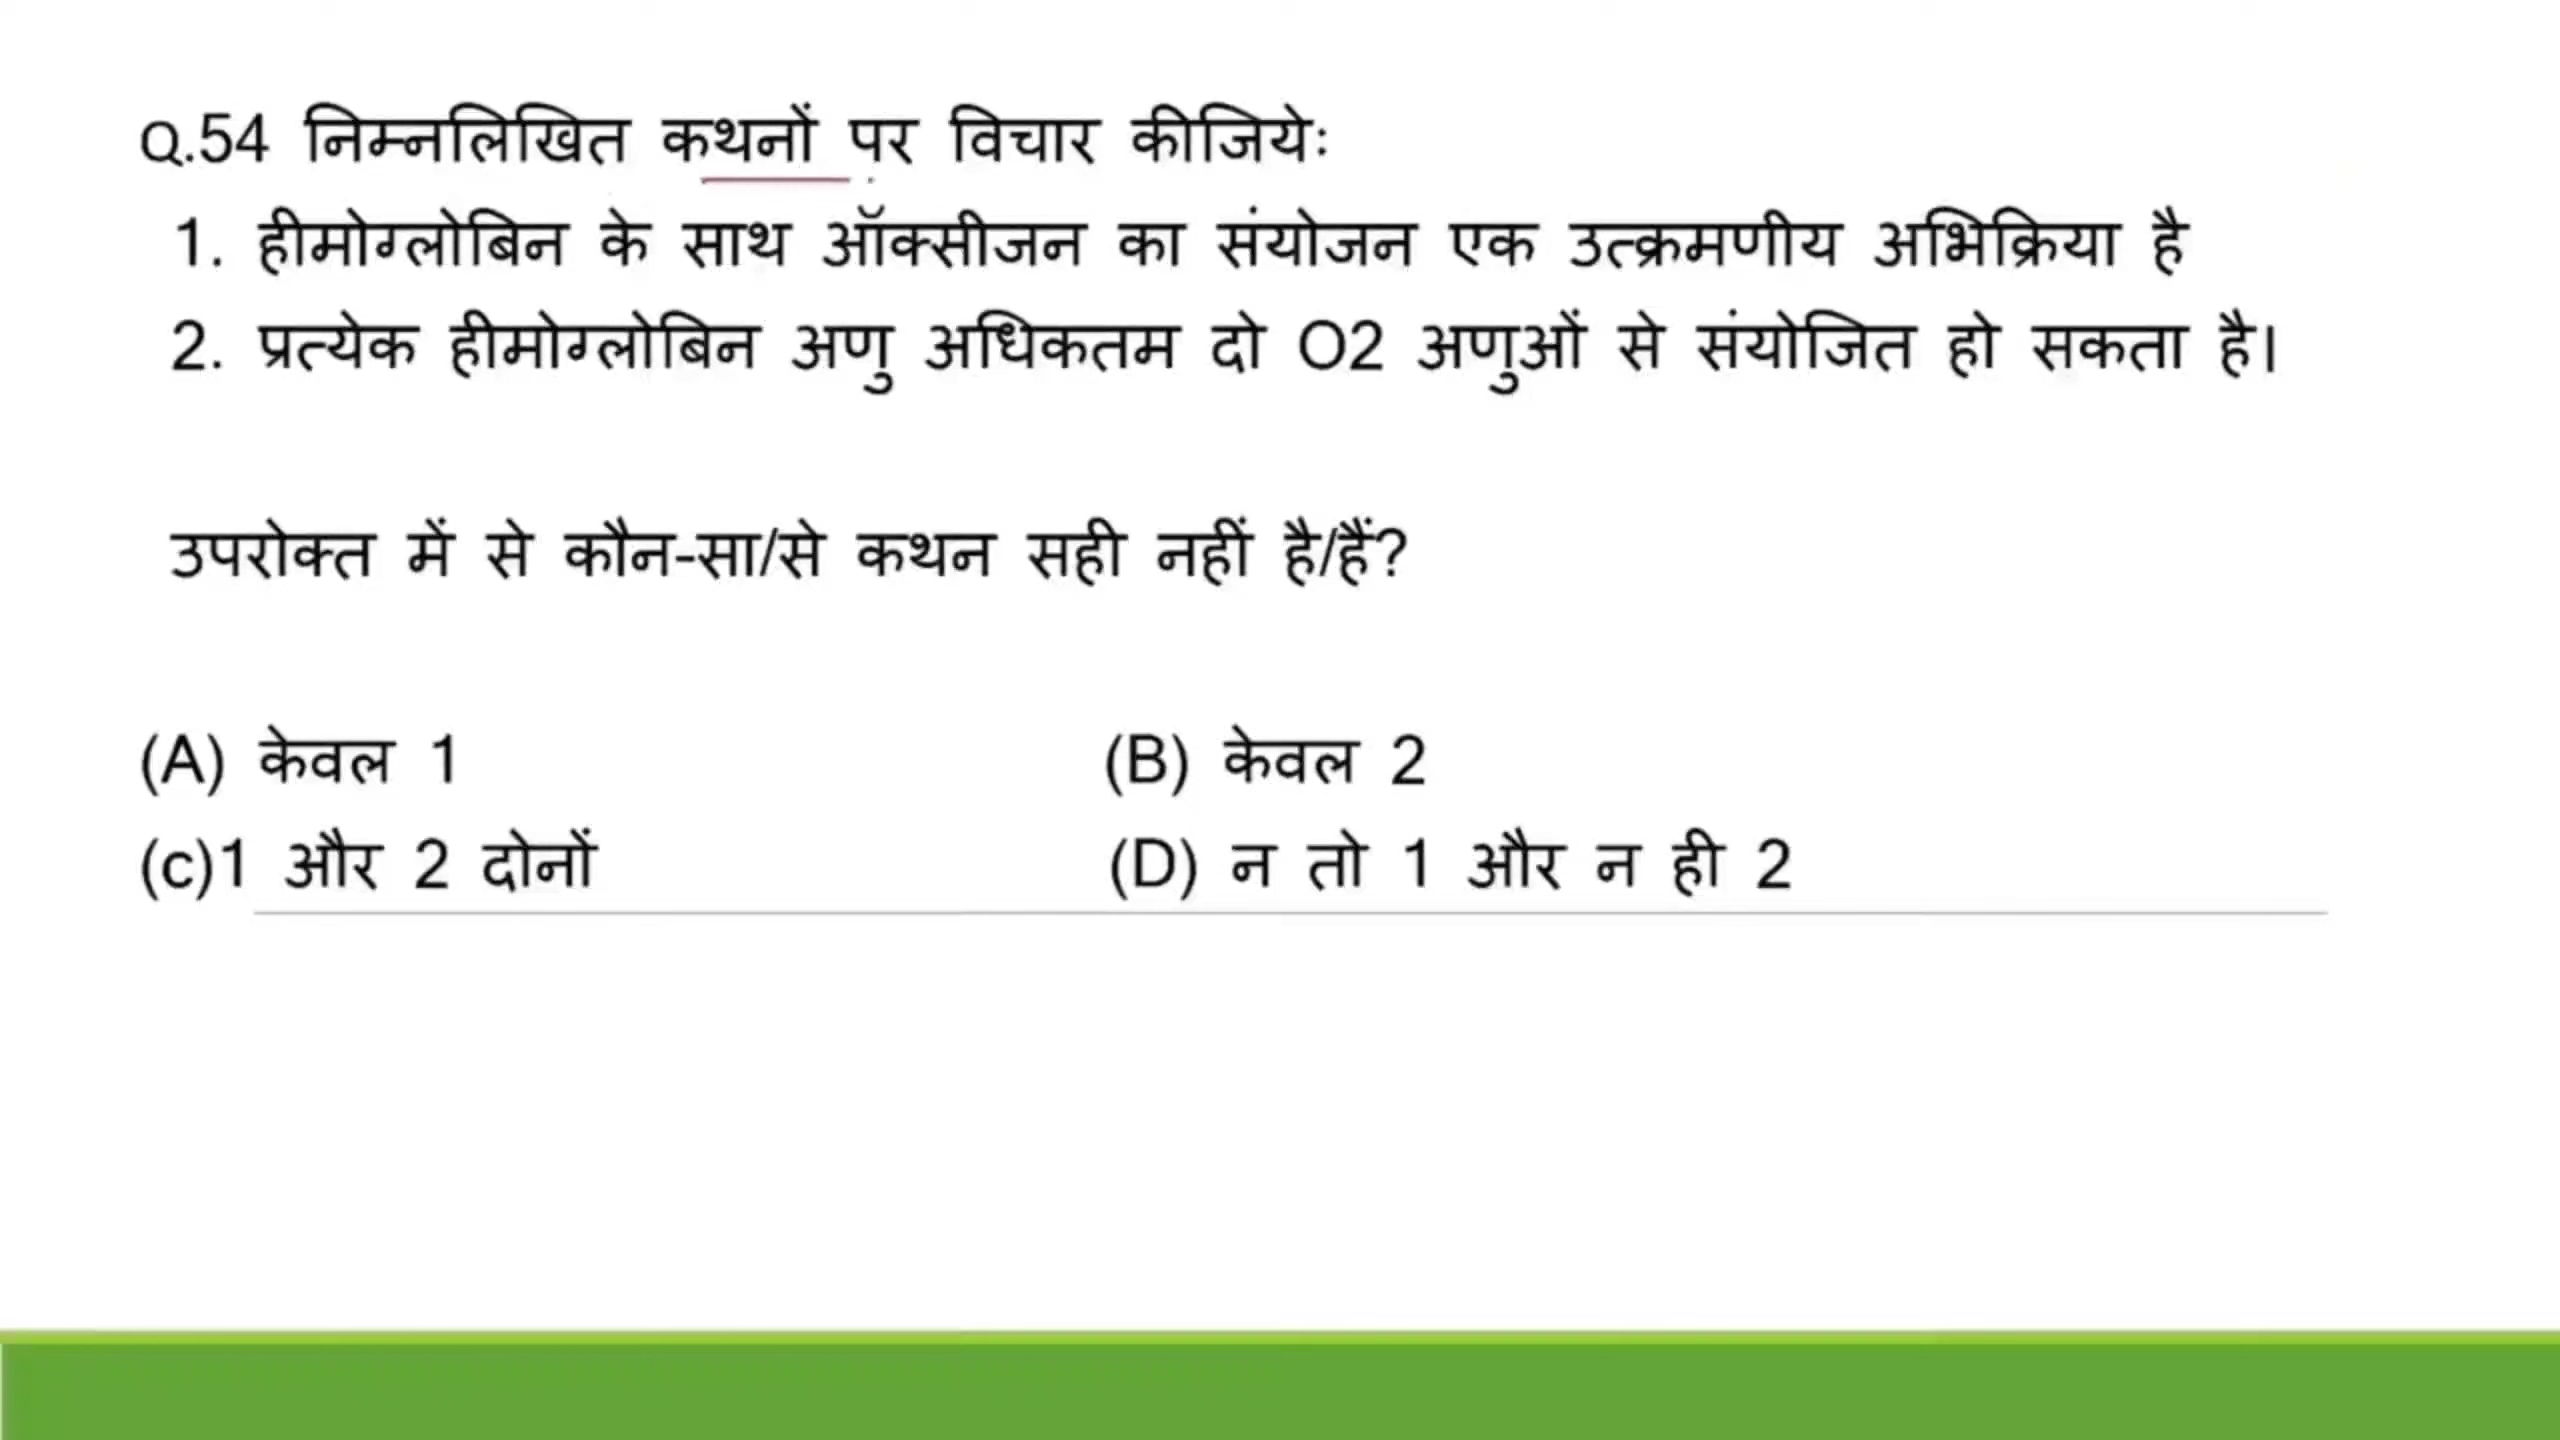 Q.54 निम्नलिखित कथनों पर विचार कीजियेः
1. हीमोग्लोबिन के साथ ऑक्सीजन का संयोजन एक उत्क्रमणीय अभिक्रिया है
2. प्रत्येक हीमोग्लोबिन अणु अधिकतम दो O2 अणुओं से संयोजित हो सकता है।
उपरोक्त में से कौन-सा/से कथन सही नहीं है/हैं?
(A) केवल 1 (B) केवल 2
(c)1 और 2 दोनों (D) न तो 1 और न ही 2